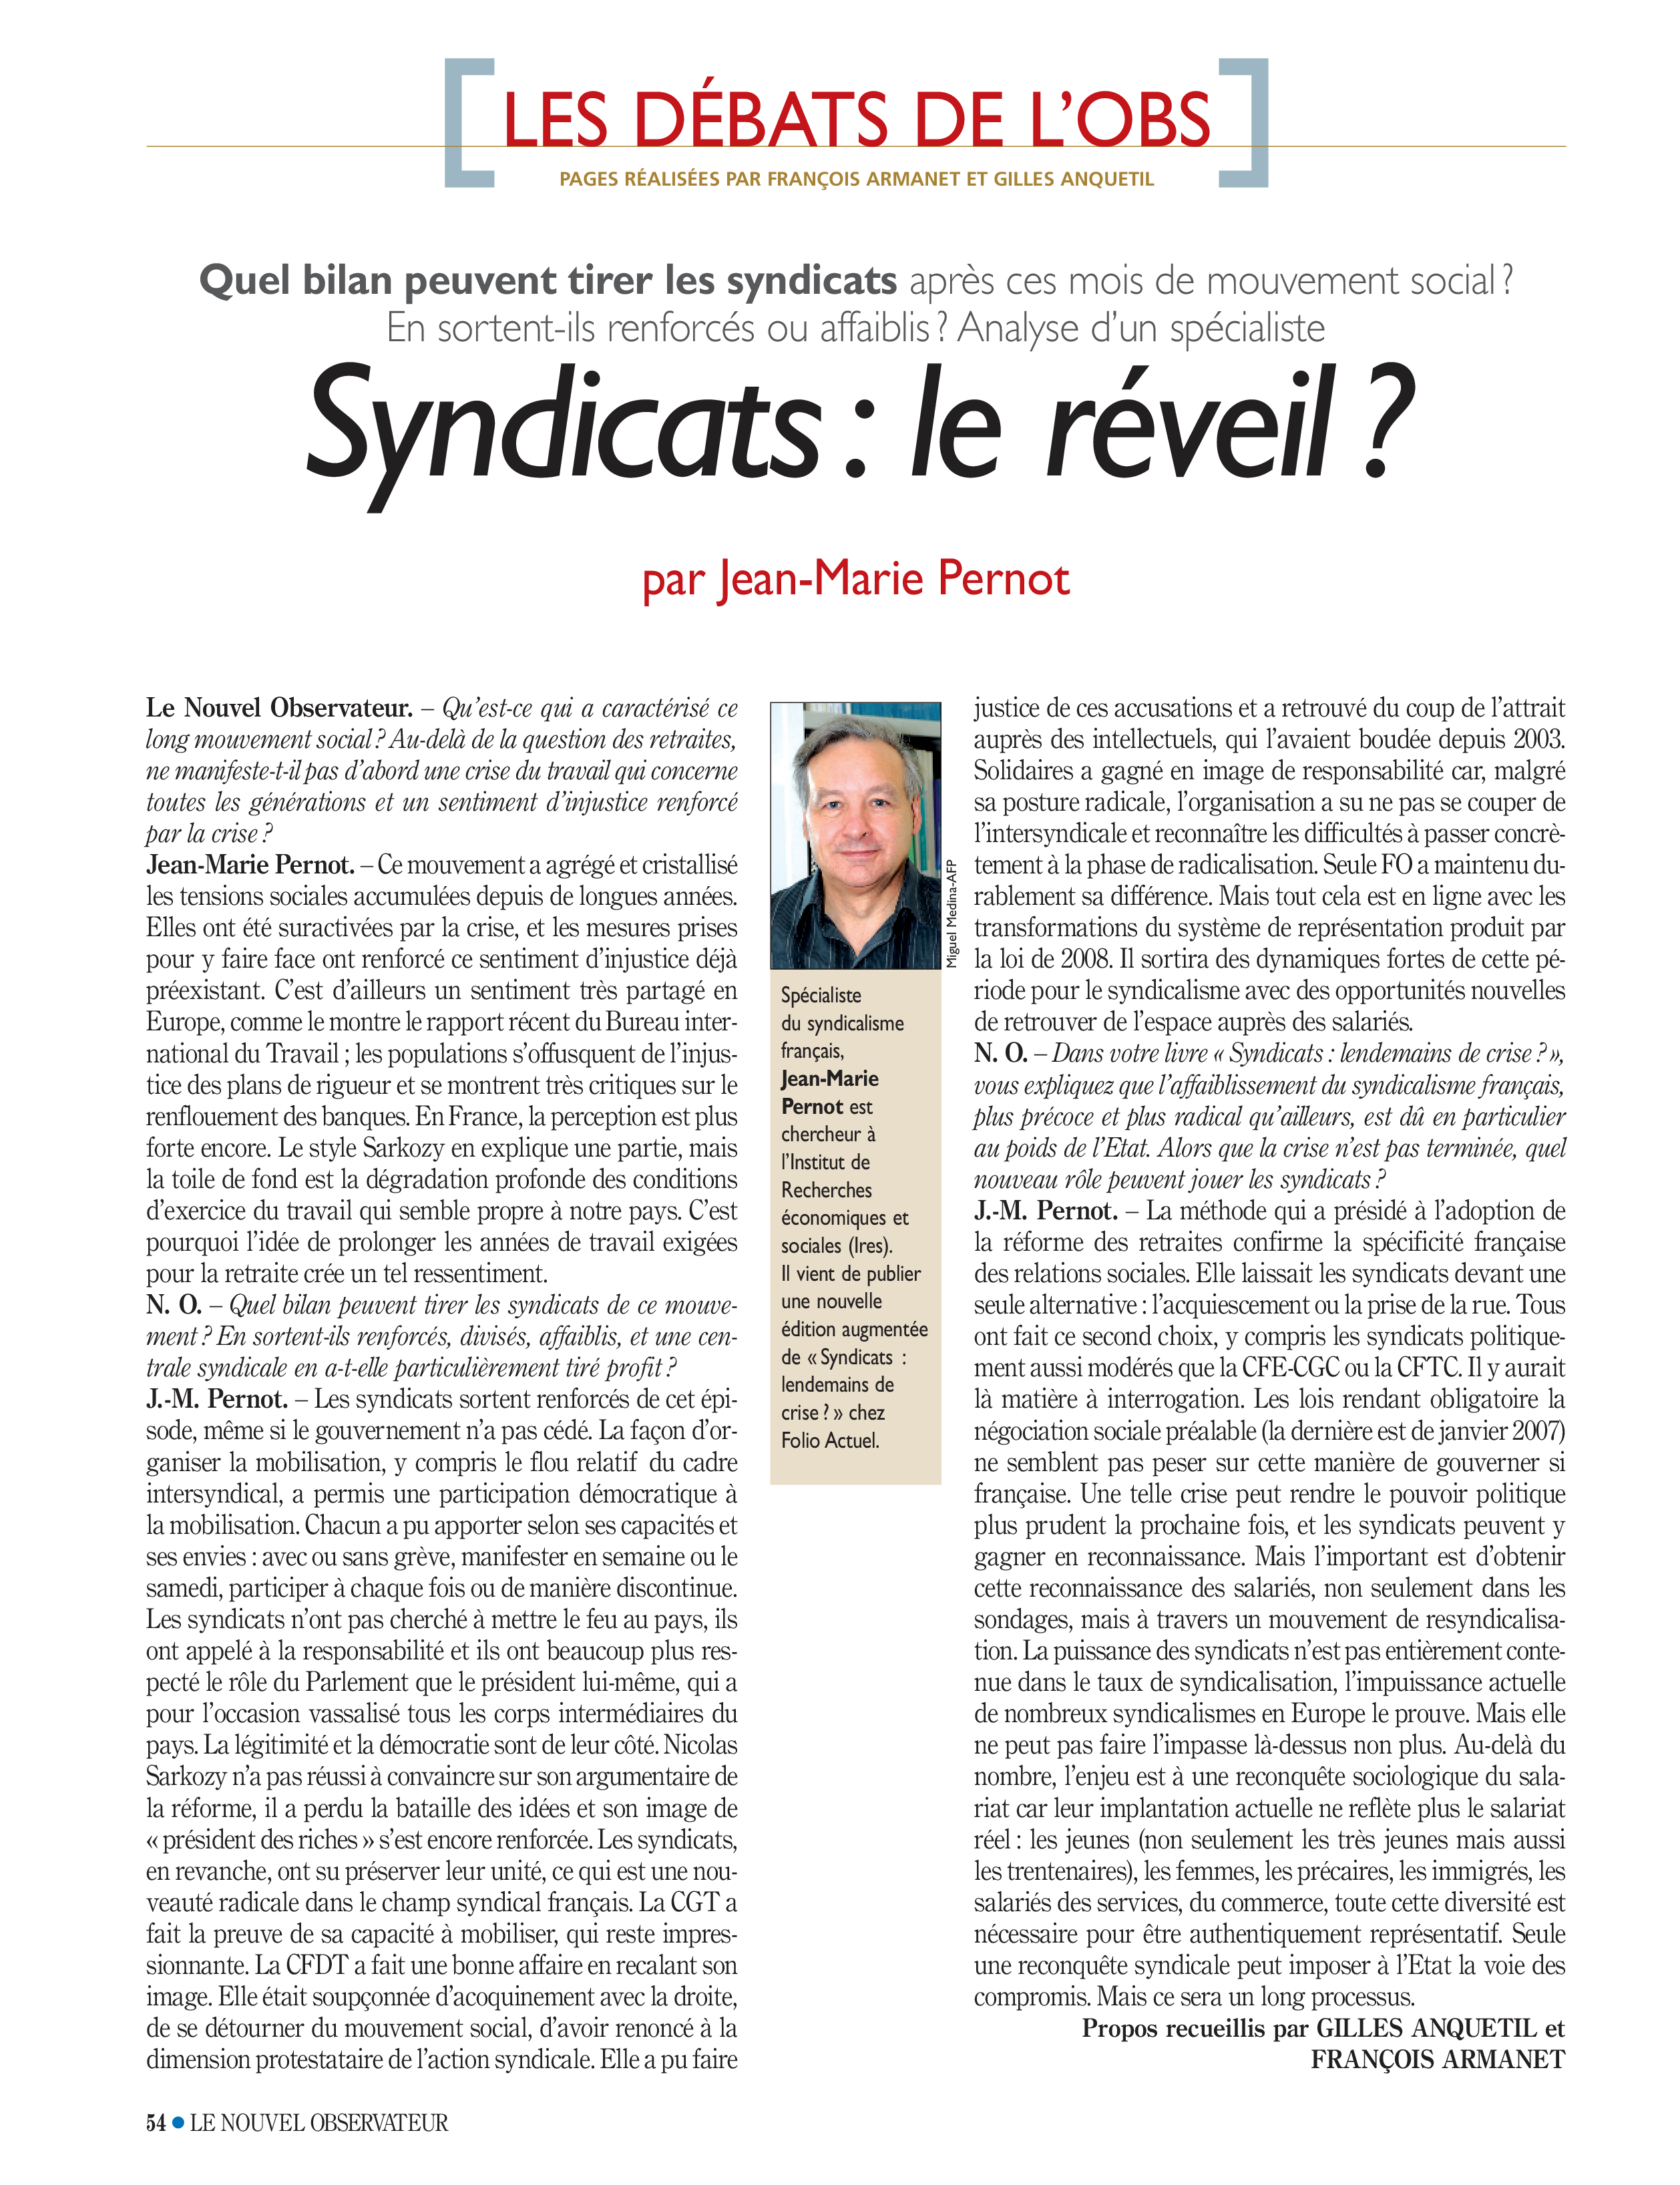 LES DÉBATS DE L’OBS
PAGES RÉALISÉES PAR FRANÇOIS ARMANET ET GILLES ANQUETIL
Quel bilan peuvent tirer les syndicats après ces mois de mouvement social ?
En sortent-ils renforcés ou affaiblis ? Analyse d’un spécialiste
Syndicats : le réveil ?
par Jean-Marie Pernot
Le Nouvel Observateur. – Qu’est-ce qui a caractérisé ce
long mouvement social ? Au-delà de la question des retraites,
ne manifeste-t-il pas d’abord une crise du travail qui concerne
toutes les générations et un sentiment d’injustice renforcé
par la crise ?
Jean-Marie Pernot. – Ce mouvement a agrégé et cristallisé
les tensions sociales accumulées depuis de longues années.
Elles ont été suractivées par la crise, et les mesures prises
pour y faire face ont renforcé ce sentiment d’injustice déjà
préexistant. C’est d’ailleurs un sentiment très partagé en
Europe, comme le montre le rapport récent du Bureau inter-
national du Travail ; les populations s’offusquent de l’injus-
tice des plans de rigueur et se montrent très critiques sur le
renflouement des banques. En France, la perception est plus
forte encore. Le style Sarkozy en explique une partie, mais
la toile de fond est la dégradation profonde des conditions
d’exercice du travail qui semble propre à notre pays. C’est
pourquoi l’idée de prolonger les années de travail exigées
pour la retraite crée un tel ressentiment.
N. O. – Quel bilan peuvent tirer les syndicats de ce mouve-
ment ? En sortent-ils renforcés, divisés, affaiblis, et une cen-
trale syndicale en a-t-elle particulièrement tiré profit ?
J.-M. Pernot. – Les syndicats sortent renforcés de cet épi-
sode, même si le gouvernement n’a pas cédé. La façon d’or-
ganiser la mobilisation, y compris le flou relatif du cadre
intersyndical, a permis une participation démocratique à
la mobilisation. Chacun a pu apporter selon ses capacités et
ses envies : avec ou sans grève, manifester en semaine ou le
samedi, participer à chaque fois ou de manière discontinue.
Les syndicats n’ont pas cherché à mettre le feu au pays, ils
ont appelé à la responsabilité et ils ont beaucoup plus res-
pecté le rôle du Parlement que le président lui-même, qui a
pour l’occasion vassalisé tous les corps intermédiaires du
pays. La légitimité et la démocratie sont de leur côté. Nicolas
Sarkozy n’a pas réussi à convaincre sur son argumentaire de
la réforme, il a perdu la bataille des idées et son image de
« président des riches » s’est encore renforcée. Les syndicats,
en revanche, ont su préserver leur unité, ce qui est une nou-
veauté radicale dans le champ syndical français. La CGT a
fait la preuve de sa capacité à mobiliser, qui reste impres-
sionnante. La CFDT a fait une bonne affaire en recalant son
image. Elle était soupçonnée d’acoquinement avec la droite,
de se détourner du mouvement social, d’avoir renoncé à la
dimension protestataire de l’action syndicale. Elle a pu faire
Miguel Medina-AFP
Spécialiste
du syndicalisme
français,
Jean-Marie
Pernot est
chercheur à
l’Institut de
Recherches
économiques et
sociales (Ires).
Il vient de publier
une nouvelle
édition augmentée
de « Syndicats :
lendemains de
crise ? » chez
Folio Actuel.
justice de ces accusations et a retrouvé du coup de l’attrait
auprès des intellectuels, qui l’avaient boudée depuis 2003.
Solidaires a gagné en image de responsabilité car, malgré
sa posture radicale, l’organisation a su ne pas se couper de
l’intersyndicale et reconnaître les difficultés à passer concrè-
tement à la phase de radicalisation. Seule FO a maintenu du-
rablement sa différence. Mais tout cela est en ligne avec les
transformations du système de représentation produit par
la loi de 2008. Il sortira des dynamiques fortes de cette pé-
riode pour le syndicalisme avec des opportunités nouvelles
de retrouver de l’espace auprès des salariés.
N. O. – Dans votre livre « Syndicats : lendemains de crise ? »,
vous expliquez que l’affaiblissement du syndicalisme français,
plus précoce et plus radical qu’ailleurs, est dû en particulier
au poids de l’Etat. Alors que la crise n’est pas terminée, quel
nouveau rôle peuvent jouer les syndicats ?
J.-M. Pernot. – La méthode qui a présidé à l’adoption de
la réforme des retraites confirme la spécificité française
des relations sociales. Elle laissait les syndicats devant une
seule alternative : l’acquiescement ou la prise de la rue. Tous
ont fait ce second choix, y compris les syndicats politique-
ment aussi modérés que la CFE-CGC ou la CFTC. Il y aurait
là matière à interrogation. Les lois rendant obligatoire la
négociation sociale préalable (la dernière est de janvier 2007)
ne semblent pas peser sur cette manière de gouverner si
française. Une telle crise peut rendre le pouvoir politique
plus prudent la prochaine fois, et les syndicats peuvent y
gagner en reconnaissance. Mais l’important est d’obtenir
cette reconnaissance des salariés, non seulement dans les
sondages, mais à travers un mouvement de resyndicalisa-
tion. La puissance des syndicats n’est pas entièrement conte-
nue dans le taux de syndicalisation, l’impuissance actuelle
de nombreux syndicalismes en Europe le prouve. Mais elle
ne peut pas faire l’impasse là-dessus non plus. Au-delà du
nombre, l’enjeu est à une reconquête sociologique du sala-
riat car leur implantation actuelle ne reflète plus le salariat
réel : les jeunes (non seulement les très jeunes mais aussi
les trentenaires), les femmes, les précaires, les immigrés, les
salariés des services, du commerce, toute cette diversité est
nécessaire pour être authentiquement représentatif. Seule
une reconquête syndicale peut imposer à l’Etat la voie des
compromis. Mais ce sera un long processus.
Propos recueillis par GILLES ANQUETIL et
FRANÇOIS ARMANET
54 • LE NOUVEL OBSERVATEUR